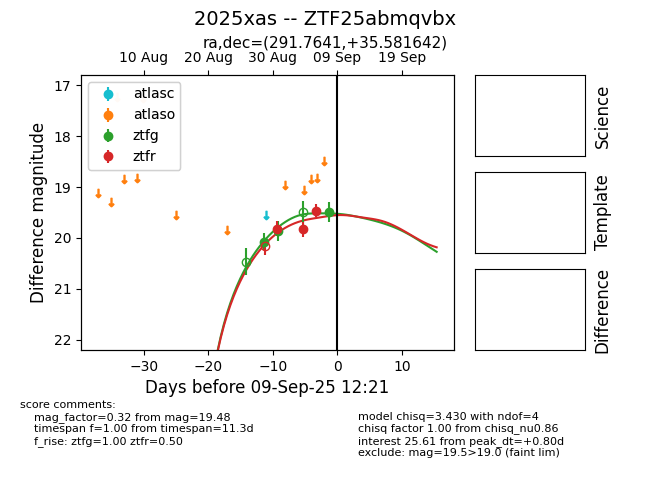 2025xas -- ZTF25abmqvbx
ra,dec=(291.7641,+35.581642)
10 Aug 20 Aug 30 Aug 09 Sep 19 Sep
atlasc
atlaso
ztfg
ztfr
17
18
19
20
21
22
Difference magnitude
−30 −20 −10 0 10
Days before 09-Sep-25 12:21
Science
Template
Difference
score comments:
mag_factor=0.32 from mag=19.48
timespan f=1.00 from timespan=11.3d
f_rise: ztfg=1.00 ztfr=0.50
model chisq=3.430 with ndof=4
chisq factor 1.00 from chisq_nu0.86
interest 25.61 from peak_dt=+0.80d
exclude: mag=19.5>19.0 (faint lim)